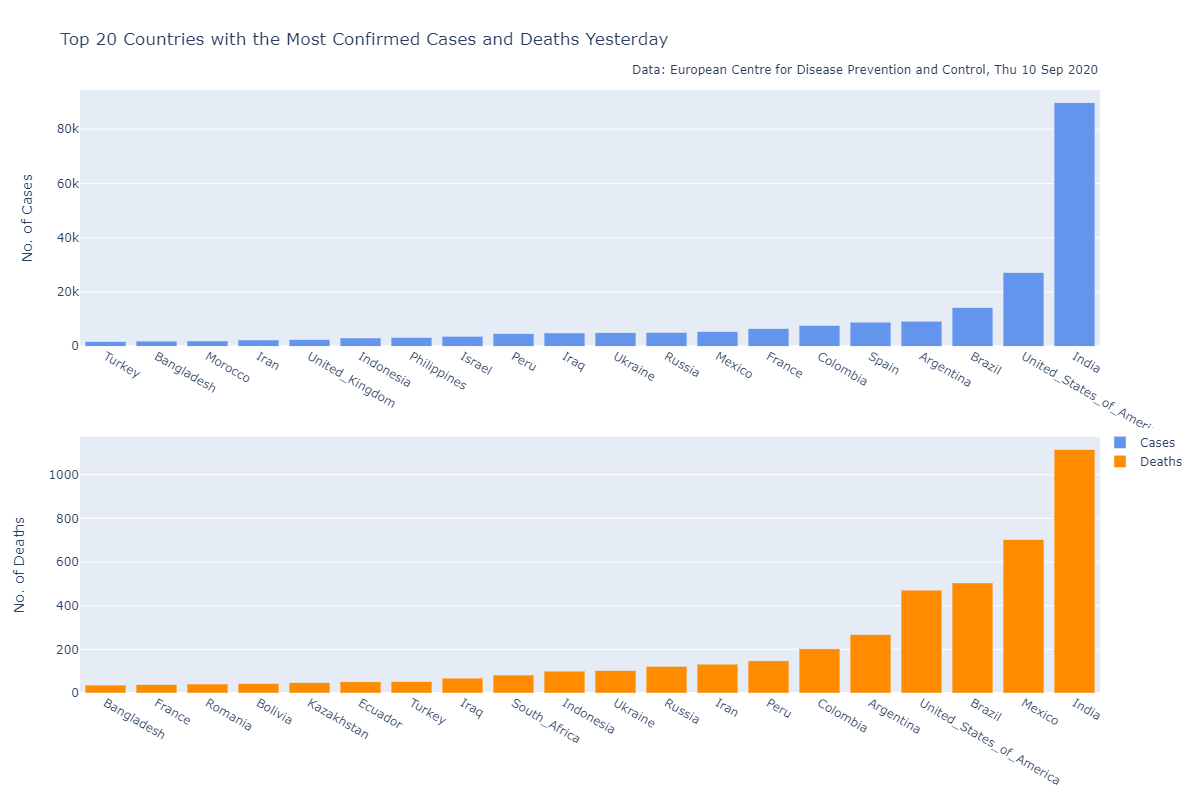 Top 20 Countries with the Most Confirmed Cases and Deaths Yesterday
Data: European Centre for Disease Prevention and Control, Thu 10 Sep 2020
No. of Cases
80k
60k
40k
20k
0
Turkey
Bangladesh
Morocco
Iran
United_Kingdom
Indonesia
Philippines
Israel
Peru
Iraq
Ukraine
Russia
Mexico
France
Colombia
Spain
Argentina
Brazil
United_States_of_Ameri
India
Cases
Deaths
No. of Deaths
1000
800
600
400
200
0
Bangladesh
France
Romania
Bolivia
Kazakhstan
Ecuador
Turkey
Iraq
South_Africa
Indonesia
Ukraine
Russia
Iran
Peru
Colombia
Argentina
United_States_of_America
Brazil
Mexico
India